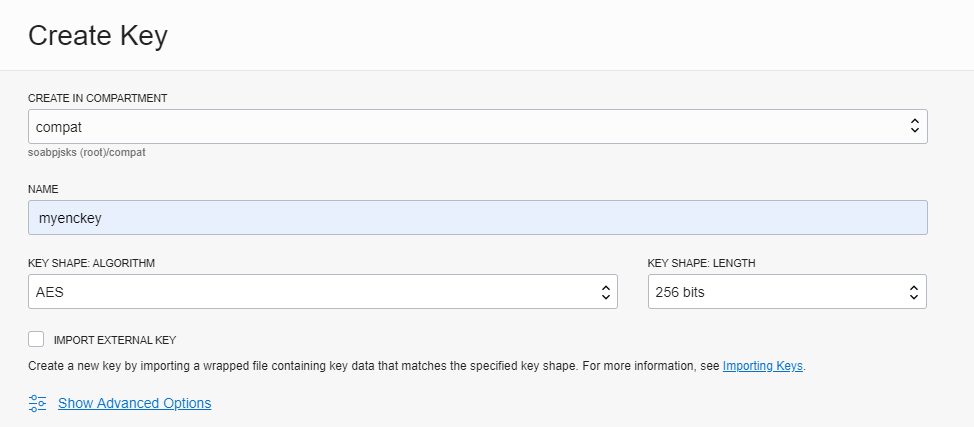 Create Key
CREATE IN COMPARTMENT
compat
soabpjsks (root)/compat
NAME
myenckey
KEY SHAPE: ALGORITHM
KEY SHAPE: LENGTH
AES
256 bits
IMPORT EXTERNAL KEY
Create a new key by importing a wrapped file containing key data that matches the specified key shape. For more information, see Importing Keys.
Show Advanced Options